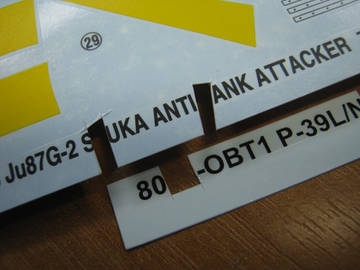 29
Ju87G-2 S UKA ANTI ANK ATTACKER
80 -OBT1 P-39L/N